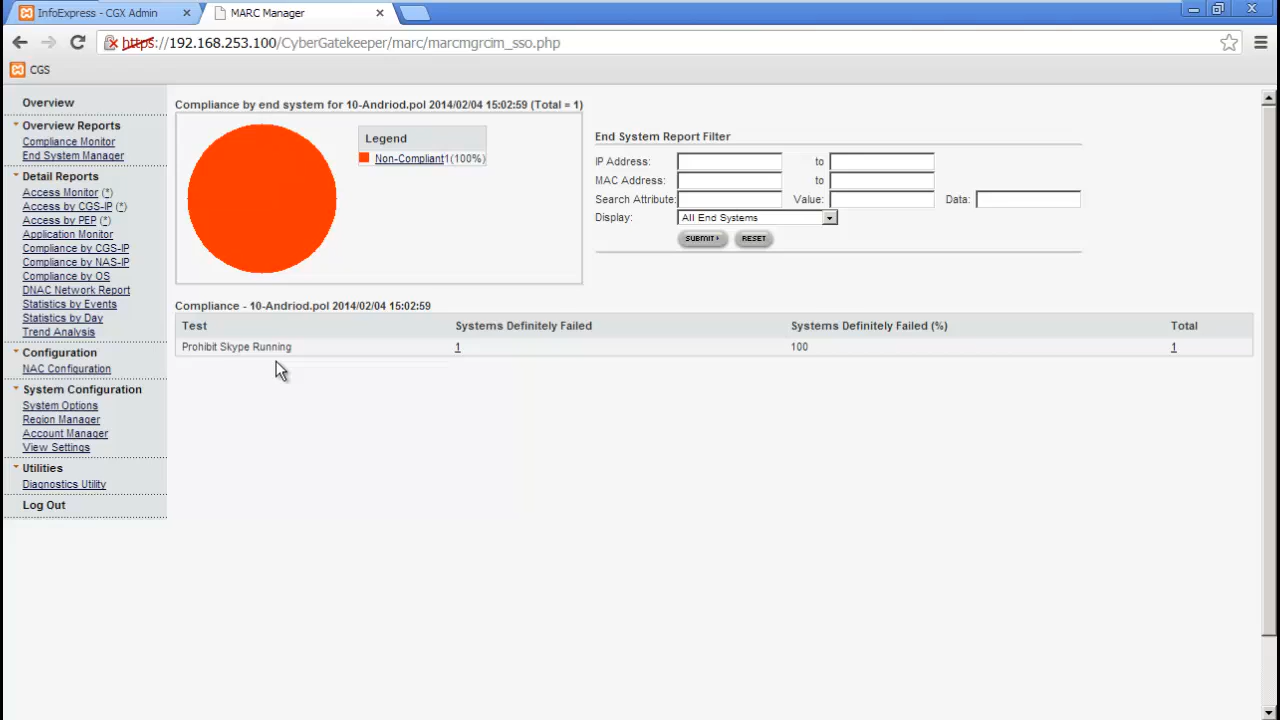 InfoExpress - CGX Admin
MARC Manager
https://192.168.253.100/CyberGatekeeper/marc/marcmgrcim_sso.php
CGS
Overview
Overview Reports
Compliance Monitor
End System Manager
Detail Reports
Access Monitor (*)
Access by CGS-IP (*)
Access by PEP (*)
Application Monitor
Compliance by CGS-IP
Compliance by NAS-IP
Compliance by OS
DNAC Network Report
Statistics by Events
Statistics by Day
Trend Analysis
Configuration
NAC Configuration
System Configuration
System Options
Region Manager
Account Manager
View Settings
Utilities
Diagnostics Utility
Log Out
Compliance by end system for 10-Andriod.pol 2014/02/04 15:02:59 (Total = 1)
Legend
Non-Compliant1(100%)
End System Report Filter
IP Address: to
MAC Address: to
Search Attribute: Value: Data:
Display: All End Systems
SUBMIT RESET
Compliance - 10-Andriod.pol 2014/02/04 15:02:59
Test Systems Definitely Failed Systems Definitely Failed (%) Total
Prohibit Skype Running 1 100 1